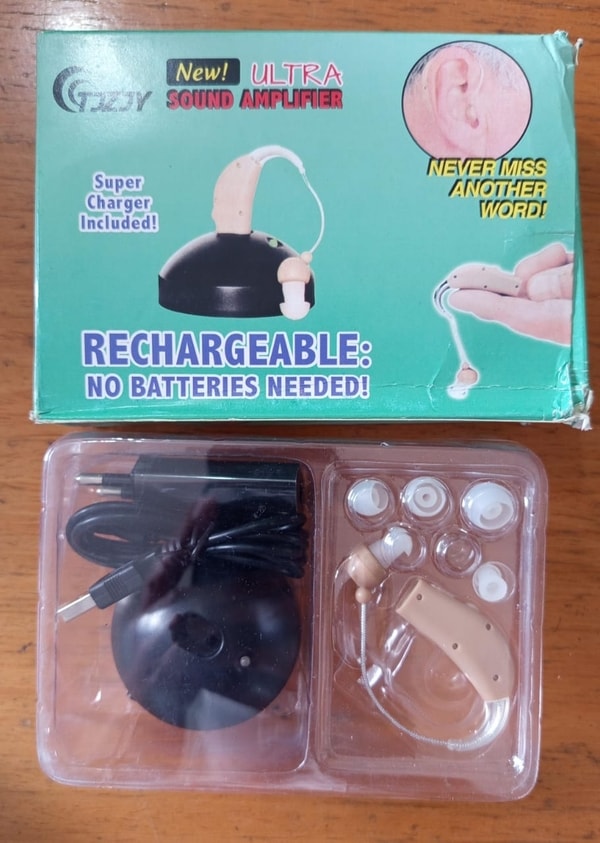 TJZJY
New! ULTRA
SOUND AMPLIFIER
NEVER MISS
ANOTHER
WORD!
Super
Charger
Included!
RECHARGEABLE:
NO BATTERIES NEEDED!